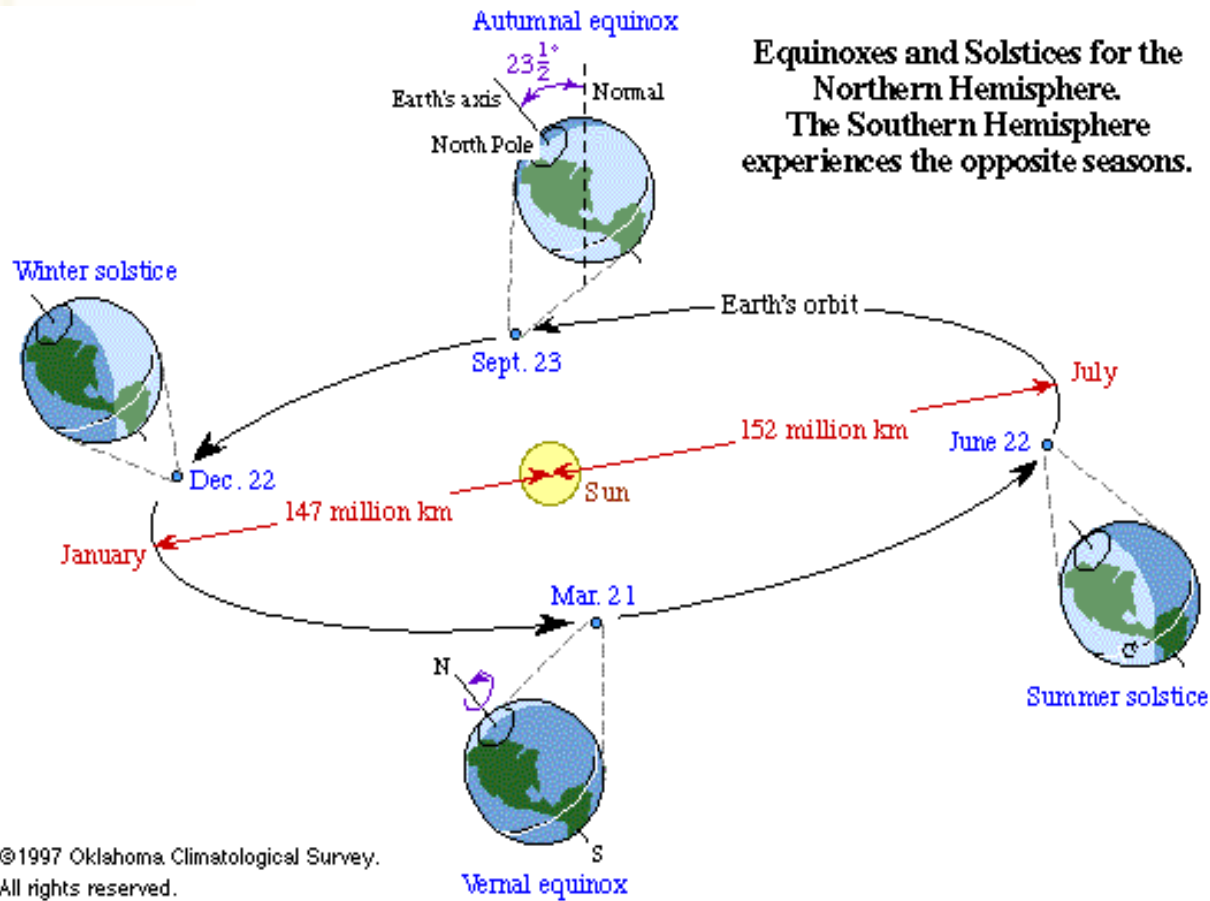 Autumnal equinox
23 1/2°
Earth's axis
Normal
North Pole
Equinoxes and Solstices for the
Northern Hemisphere.
The Southern Hemisphere
experiences the opposite seasons.
Winter solstice
Earth's orbit
Sept. 23
July
152 million km
June 22
Dec. 22
Sun
147 million km
January
Mar. 21
N
Summer solstice
S
Vernal equinox
©1997 Oklahoma Climatological Survey.
All rights reserved.